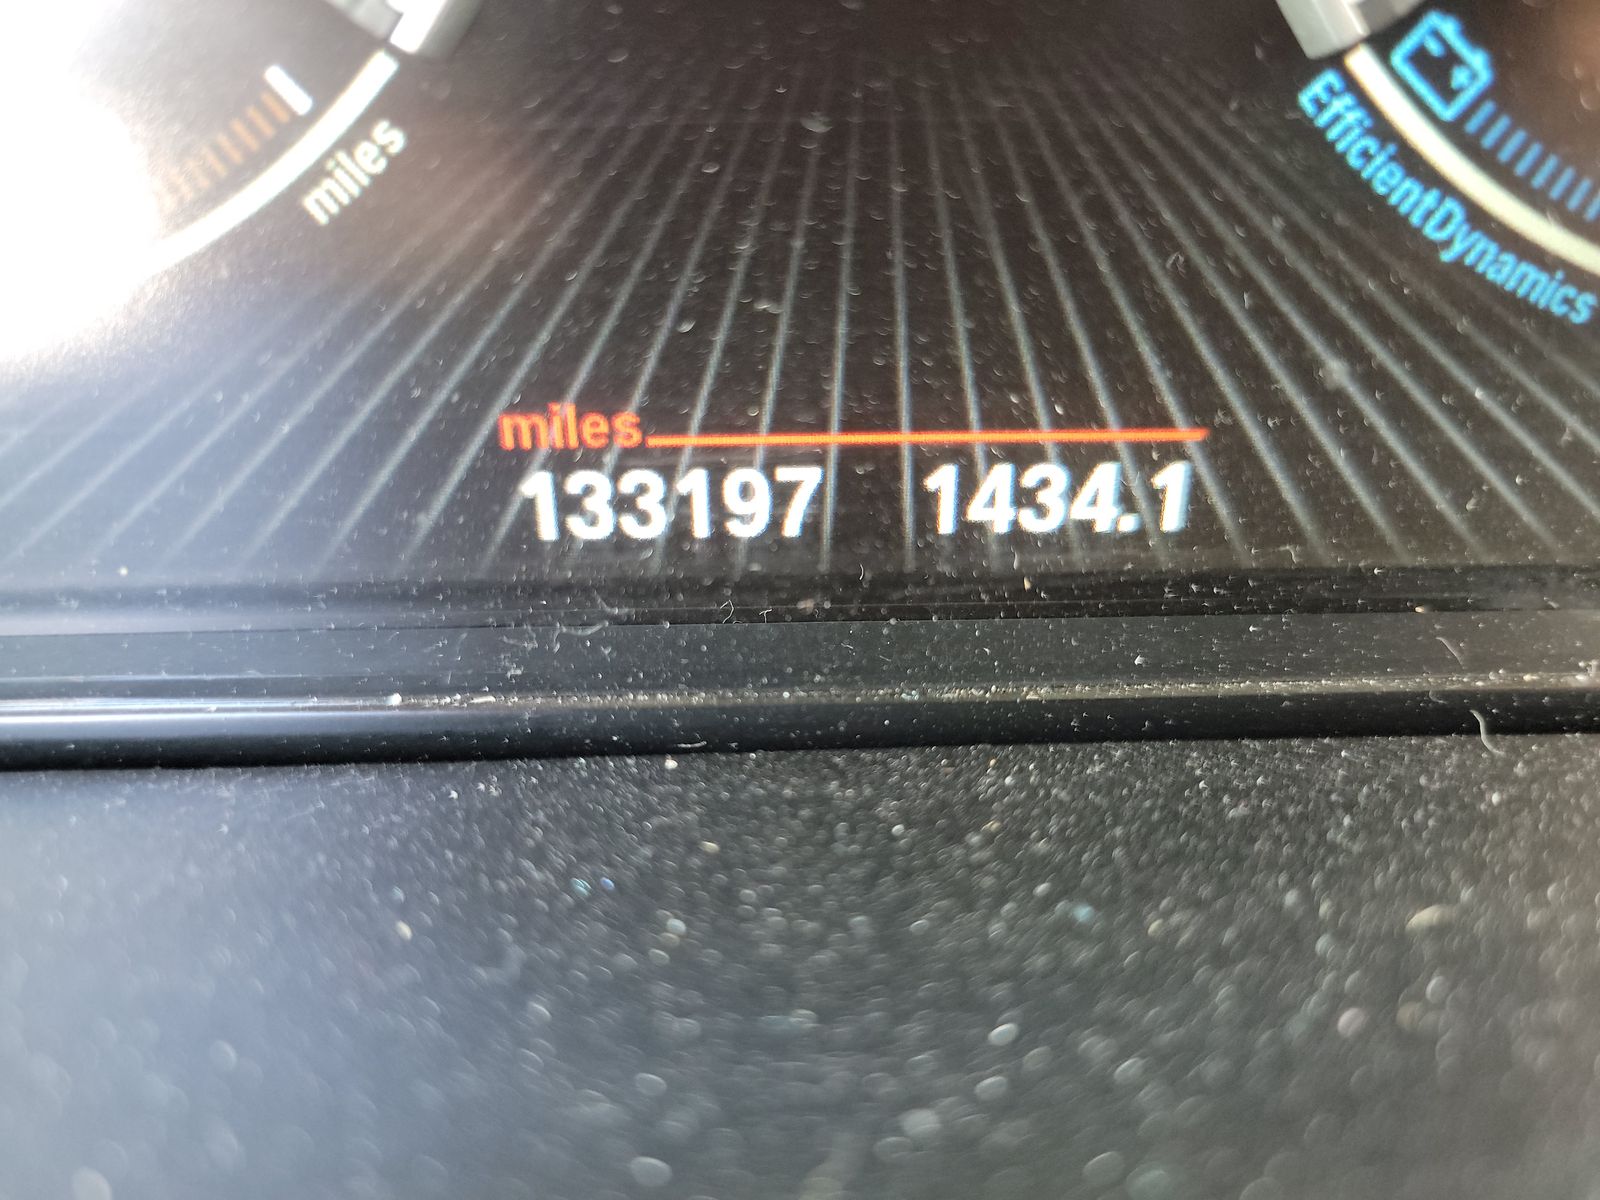 miles
EfficientDynamics
miles
133197 1434.1